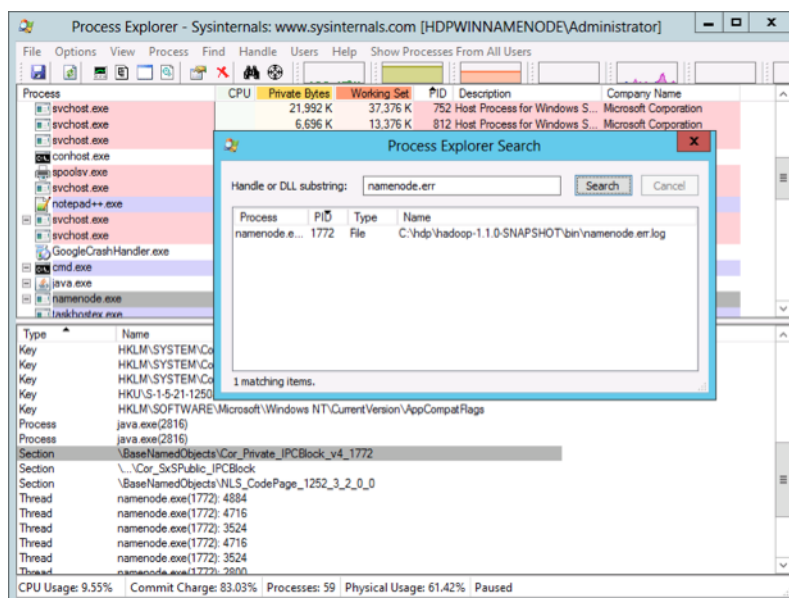 Process Explorer - Sysinternals: www.sysinternals.com [HDPWINNAMENODE\Administrator]
File Options View Process Find Handle Users Help Show Processes From All Users
Process CPU Private Bytes Working Set PID Description Company Name
svchost.exe 21,992 K 37,376 K 752 Host Process for Windows S... Microsoft Corporation
svchost.exe 6,696 K 13,376 K 812 Host Process for Windows S... Microsoft Corporation
svchost.exe
conhost.exe
spoolsv.exe
svchost.exe
notepad++.exe
svchost.exe
svchost.exe
GoogleCrashHandler.exe
cmd.exe
java.exe
namenode.exe
taskhostex.exe
Process Explorer Search
Handle or DLL substring: namenode.err Search Cancel
Process PID Type Name
namenode.e... 1772 File C:\hdp\hadoop-1.1.0-SNAPSHOT\bin\namenode.err.log
1 matching items.
Type Name
Key HKLM\SYSTEM\Co
Key HKLM\SYSTEM\Co
Key HKLM\SYSTEM\Co
Key HKU\S-1-5-21-1250
Key HKLM\SOFTWARE\Microsoft\Windows NT\CurrentVersion\AppCompatFlags
Process java.exe(2816)
Process java.exe(2816)
Section \BaseNamedObjects\Cor_Private_IPCBlock_v4_1772
Section \...\Cor_SxSPublic_IPCBlock
Section \BaseNamedObjects\NLS_CodePage_1252_3_2_0_0
Thread namenode.exe(1772): 4884
Thread namenode.exe(1772): 4716
Thread namenode.exe(1772): 3524
Thread namenode.exe(1772): 4716
Thread namenode.exe(1772): 3524
Thread namenode.exe(1772): 2800
CPU Usage: 9.55% Commit Charge: 83.03% Processes: 59 Physical Usage: 61.42% Paused